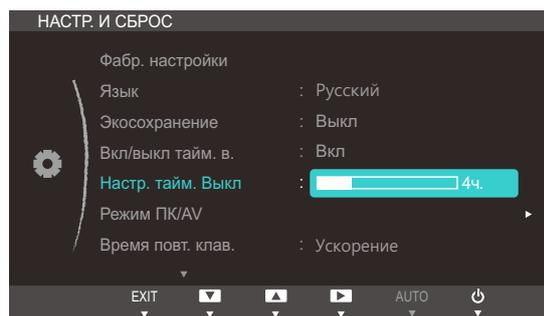 НАСТР. И СБРОС
Фабр. настройки
Язык : Русский
Экосохранение : Выкл
Вкл/выкл тайм. в. : Вкл
Настр. тайм. Выкл : 4ч.
Режим ПК/AV
Время повт. клав. : Ускорение
EXIT AUTO